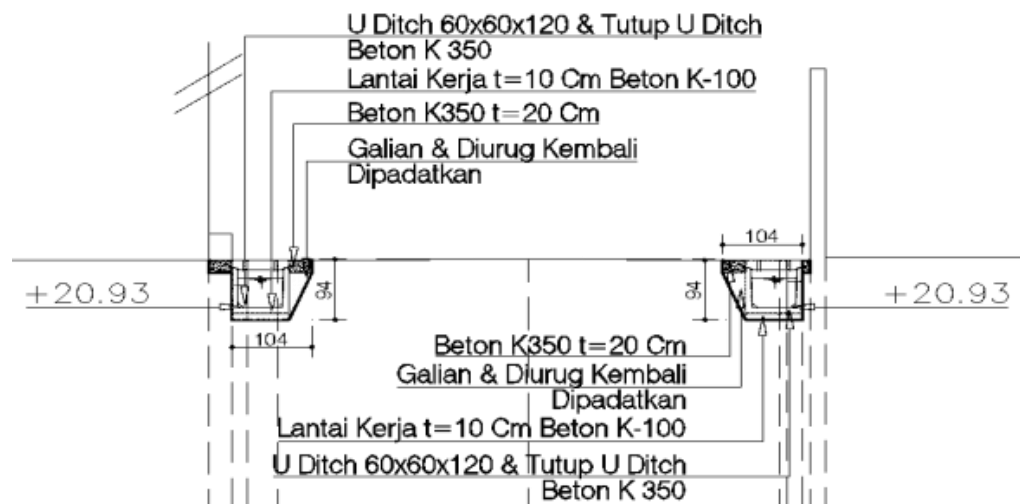 U Ditch 60x60x120 & Tutup U Ditch
Beton K 350
Lantai Kerja t=10 Cm Beton K-100
Beton K350 t=20 Cm
Galian & Diurug Kembali
Dipadatkan
104
+20.93
94
104
94
+20.93
Beton K350 t=20 Cm
Galian & Diurug Kembali
Dipadatkan
Lantai Kerja t=10 Cm Beton K-100
U Ditch 60x60x120 & Tutup U Ditch
Beton K 350